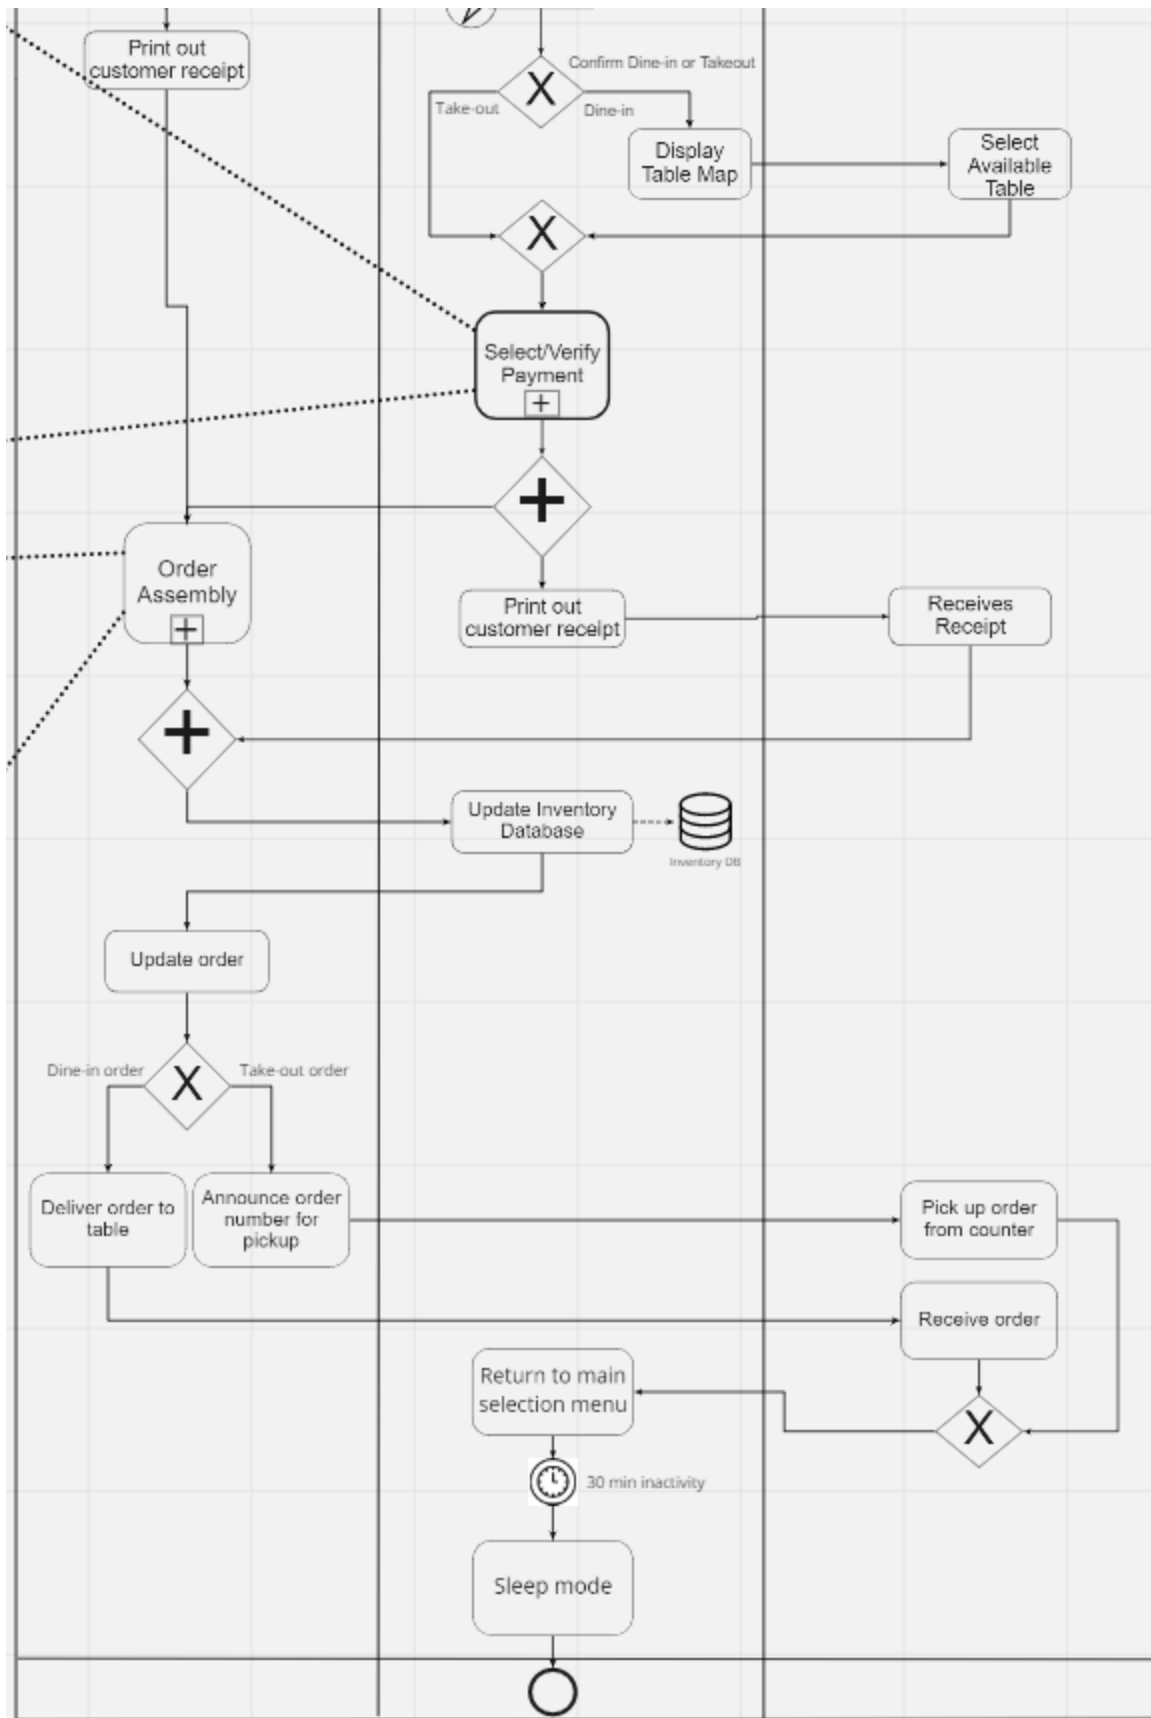 Print out
customer receipt
Confirm Dine-in or Takeout
X
Take-out
Dine-in
Display
Table Map
Select
Available
Table
X
Select/Verify
Payment
Order
Assembly
Print out
customer receipt
Receives
Receipt
Update Inventory
Database
Inventory DB
Update order
Dine-in order
Take-out order
X
Deliver order to
table
Announce order
number for
pickup
Pick up order
from counter
Receive order
Return to main
selection menu
X
30 min inactivity
Sleep mode